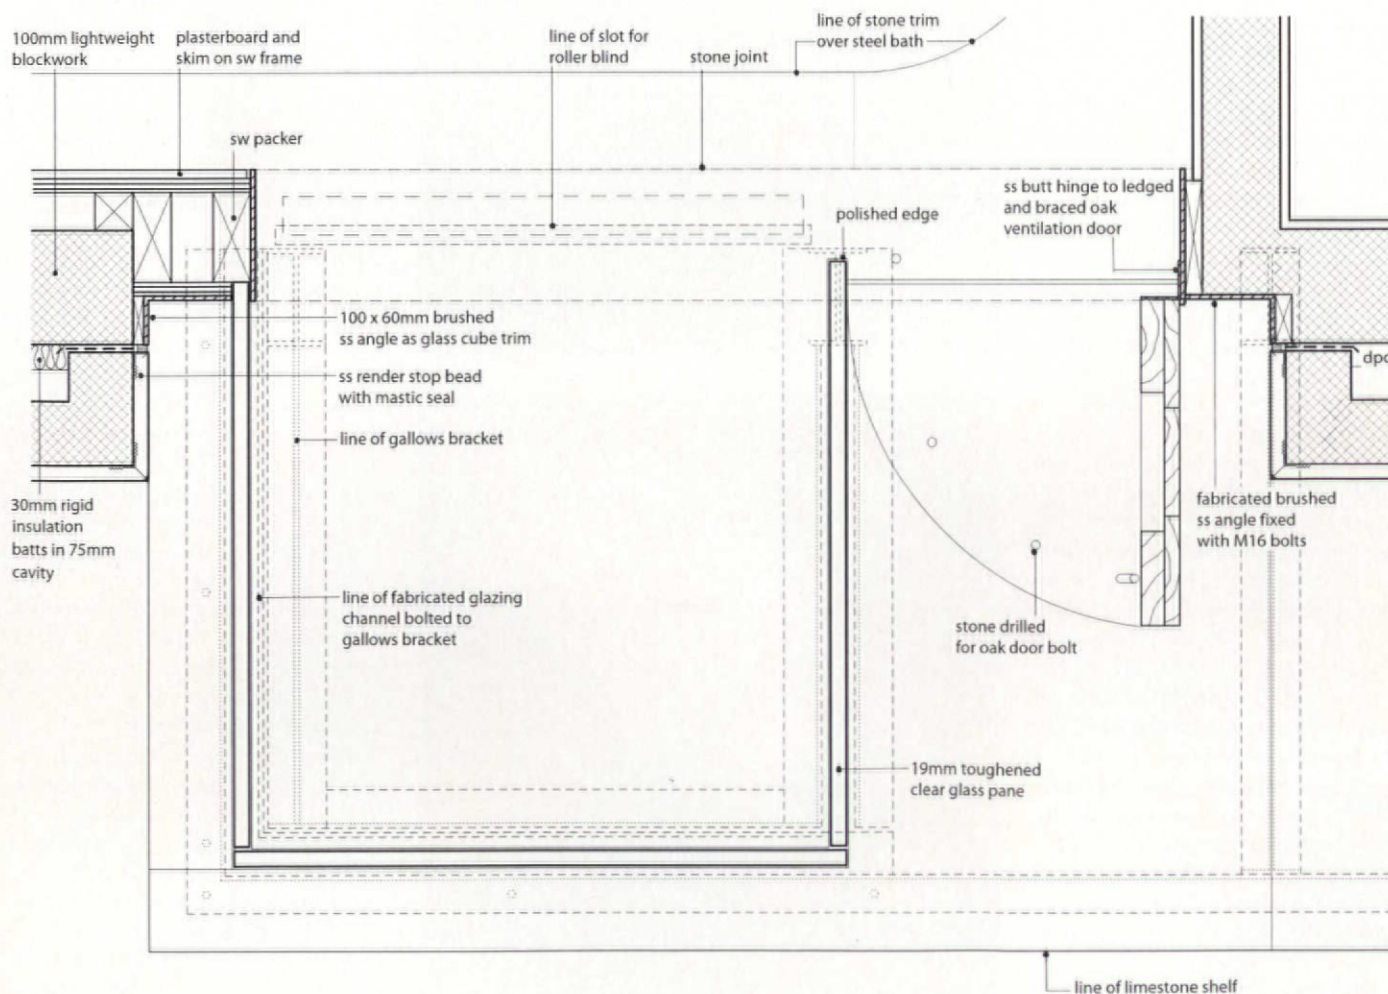 100mm lightweight
blockwork
plasterboard and
skim on sw frame
line of slot for
roller blind
stone joint
line of stone trim
over steel bath
sw packer
ss butt hinge to ledged
and braced oak
ventilation door
polished edge
100 x 60mm brushed
ss angle as glass cube trim
ss render stop bead
with mastic seal
dpc
line of gallows bracket
30mm rigid
insulation
batts in 75mm
cavity
fabricated brushed
ss angle fixed
with M16 bolts
line of fabricated glazing
channel bolted to
gallows bracket
stone drilled
for oak door bolt
19mm toughened
clear glass pane
line of limestone shelf